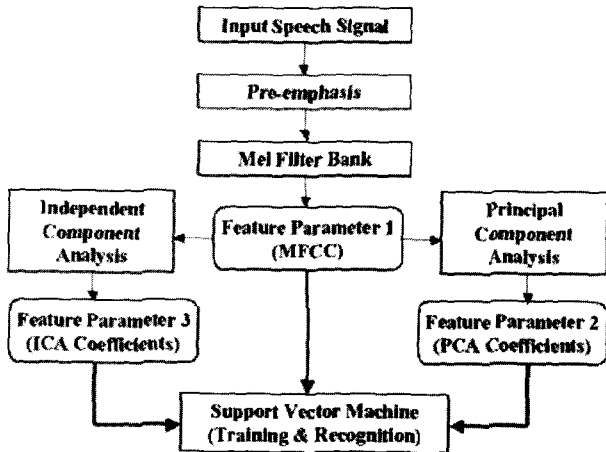 Input Speech Signal
Pre-emphasis
Mel Filter Bank
Feature Parameter 1
(MFCC)
Independent
Component
Analysis
Principal
Component
Analysis
Feature Parameter 3
(ICA Coefficients)
Feature Parameter 2
(PCA Coefficients)
Support Vector Machine
(Training & Recognition)